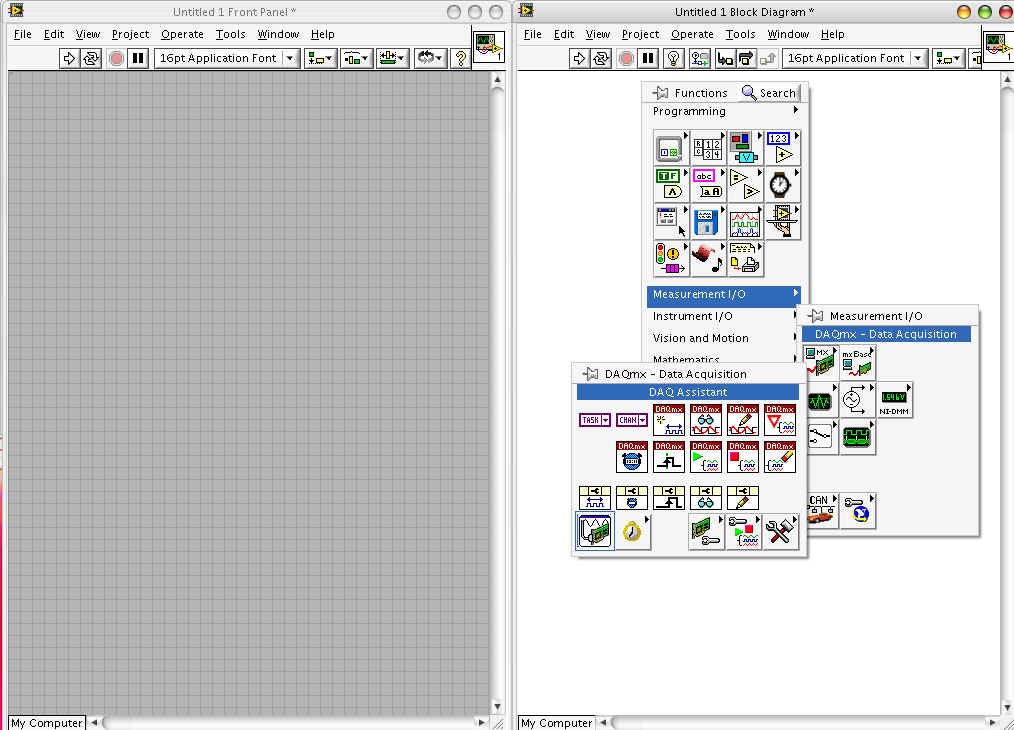 Untitled 1 Front Panel *
File Edit View Project Operate Tools Window Help
16pt Application Font
1
My Computer
Untitled 1 Block Diagram *
File Edit View Project Operate Tools Window Help
16pt Application Font
1
Functions Search
Programming
123
TF abc
Measurement I/O
Instrument I/O
Vision and Motion
Mathematics
Measurement I/O
DAQmx - Data Acquisition
MX mxBase
NI-DMM
CAN
DAQmx - Data Acquisition
DAQ Assistant
TASK CHAN DAQmx DAQmx DAQmx DAQmx
DAQmx DAQmx DAQmx DAQmx DAQmx
My Computer